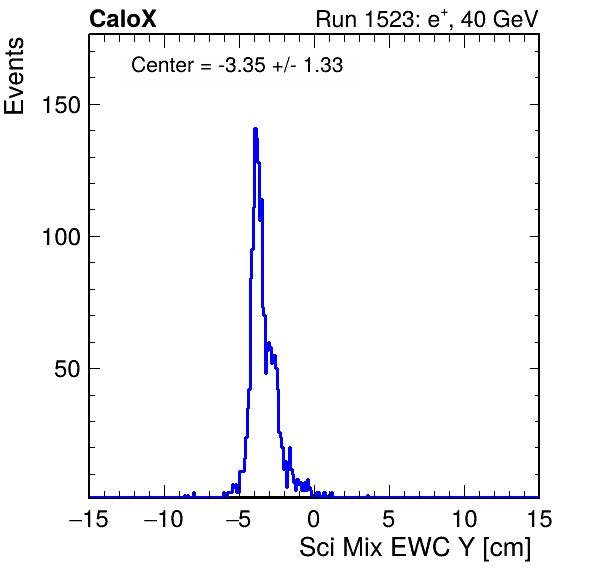 CaloX Run 1523: e⁺, 40 GeV
Center = -3.35 +/- 1.33
Events
150
100
50
−15 −10 −5 0 5 10 15
Sci Mix EWC Y [cm]